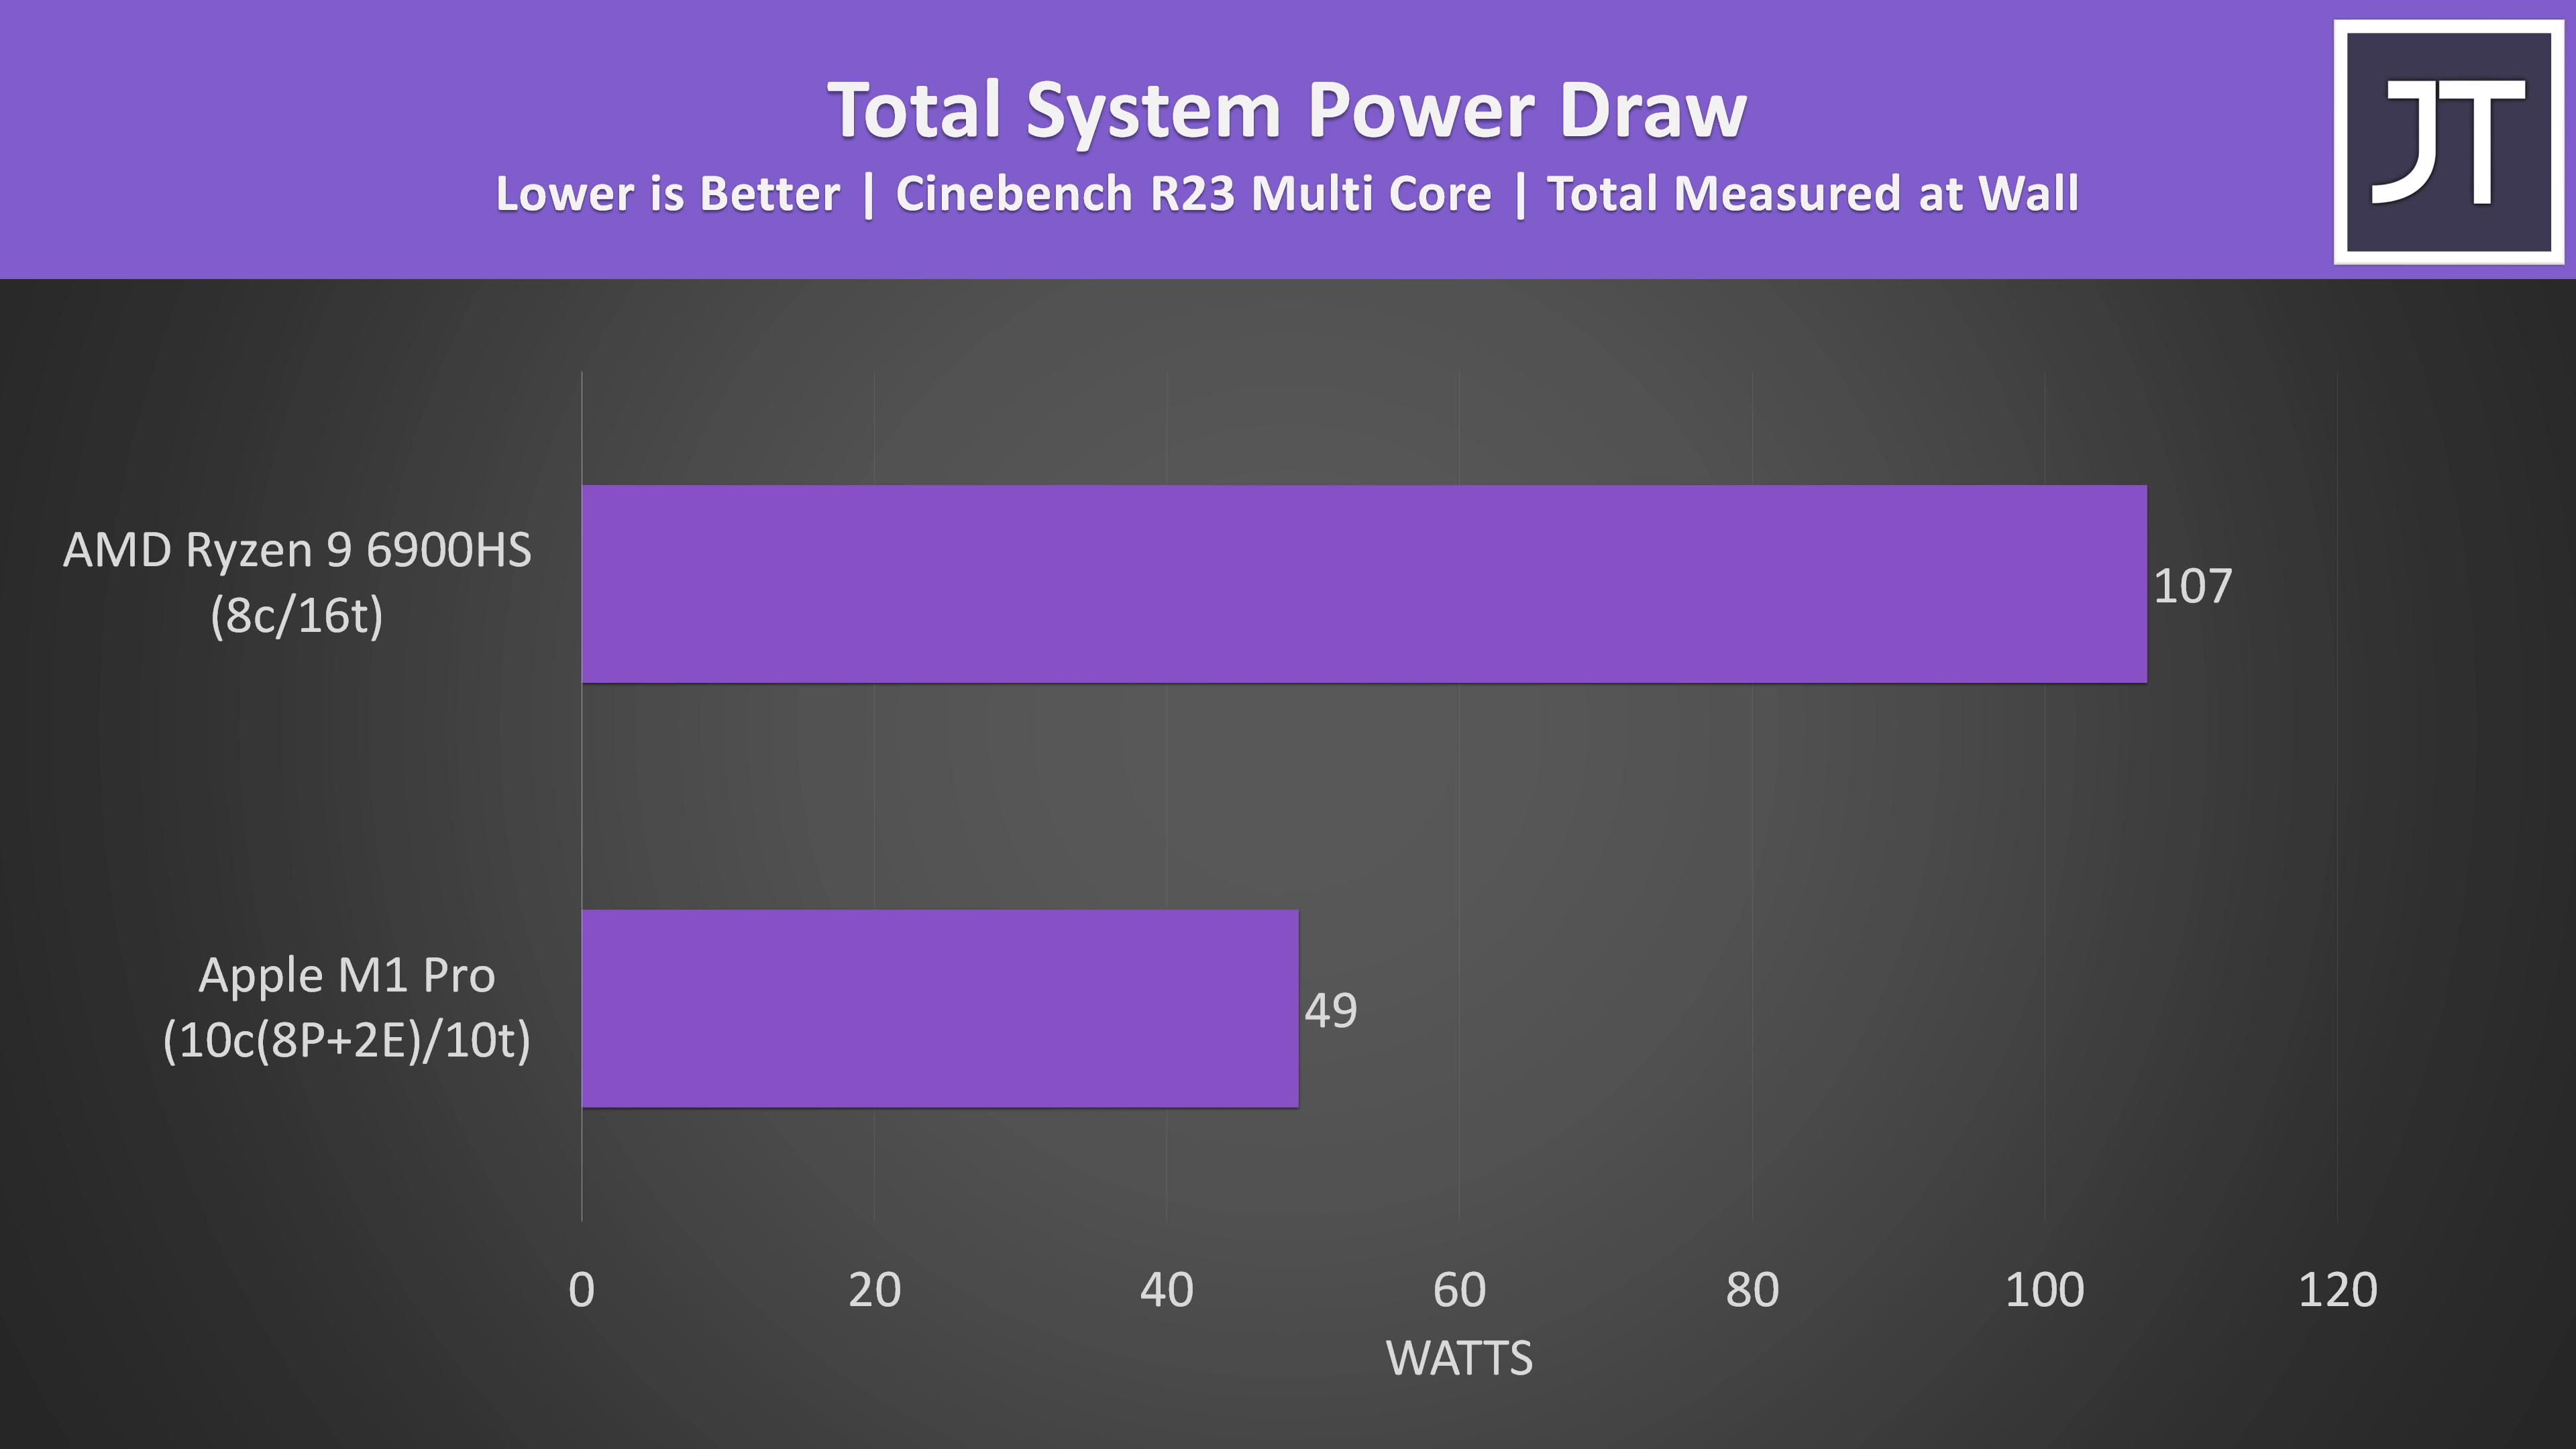 Total System Power Draw
Lower is Better | Cinebench R23 Multi Core | Total Measured at Wall
JT
AMD Ryzen 9 6900HS
(8c/16t)
107
Apple M1 Pro
(10c(8P+2E)/10t)
49
0 20 40 60 80 100 120
WATTS